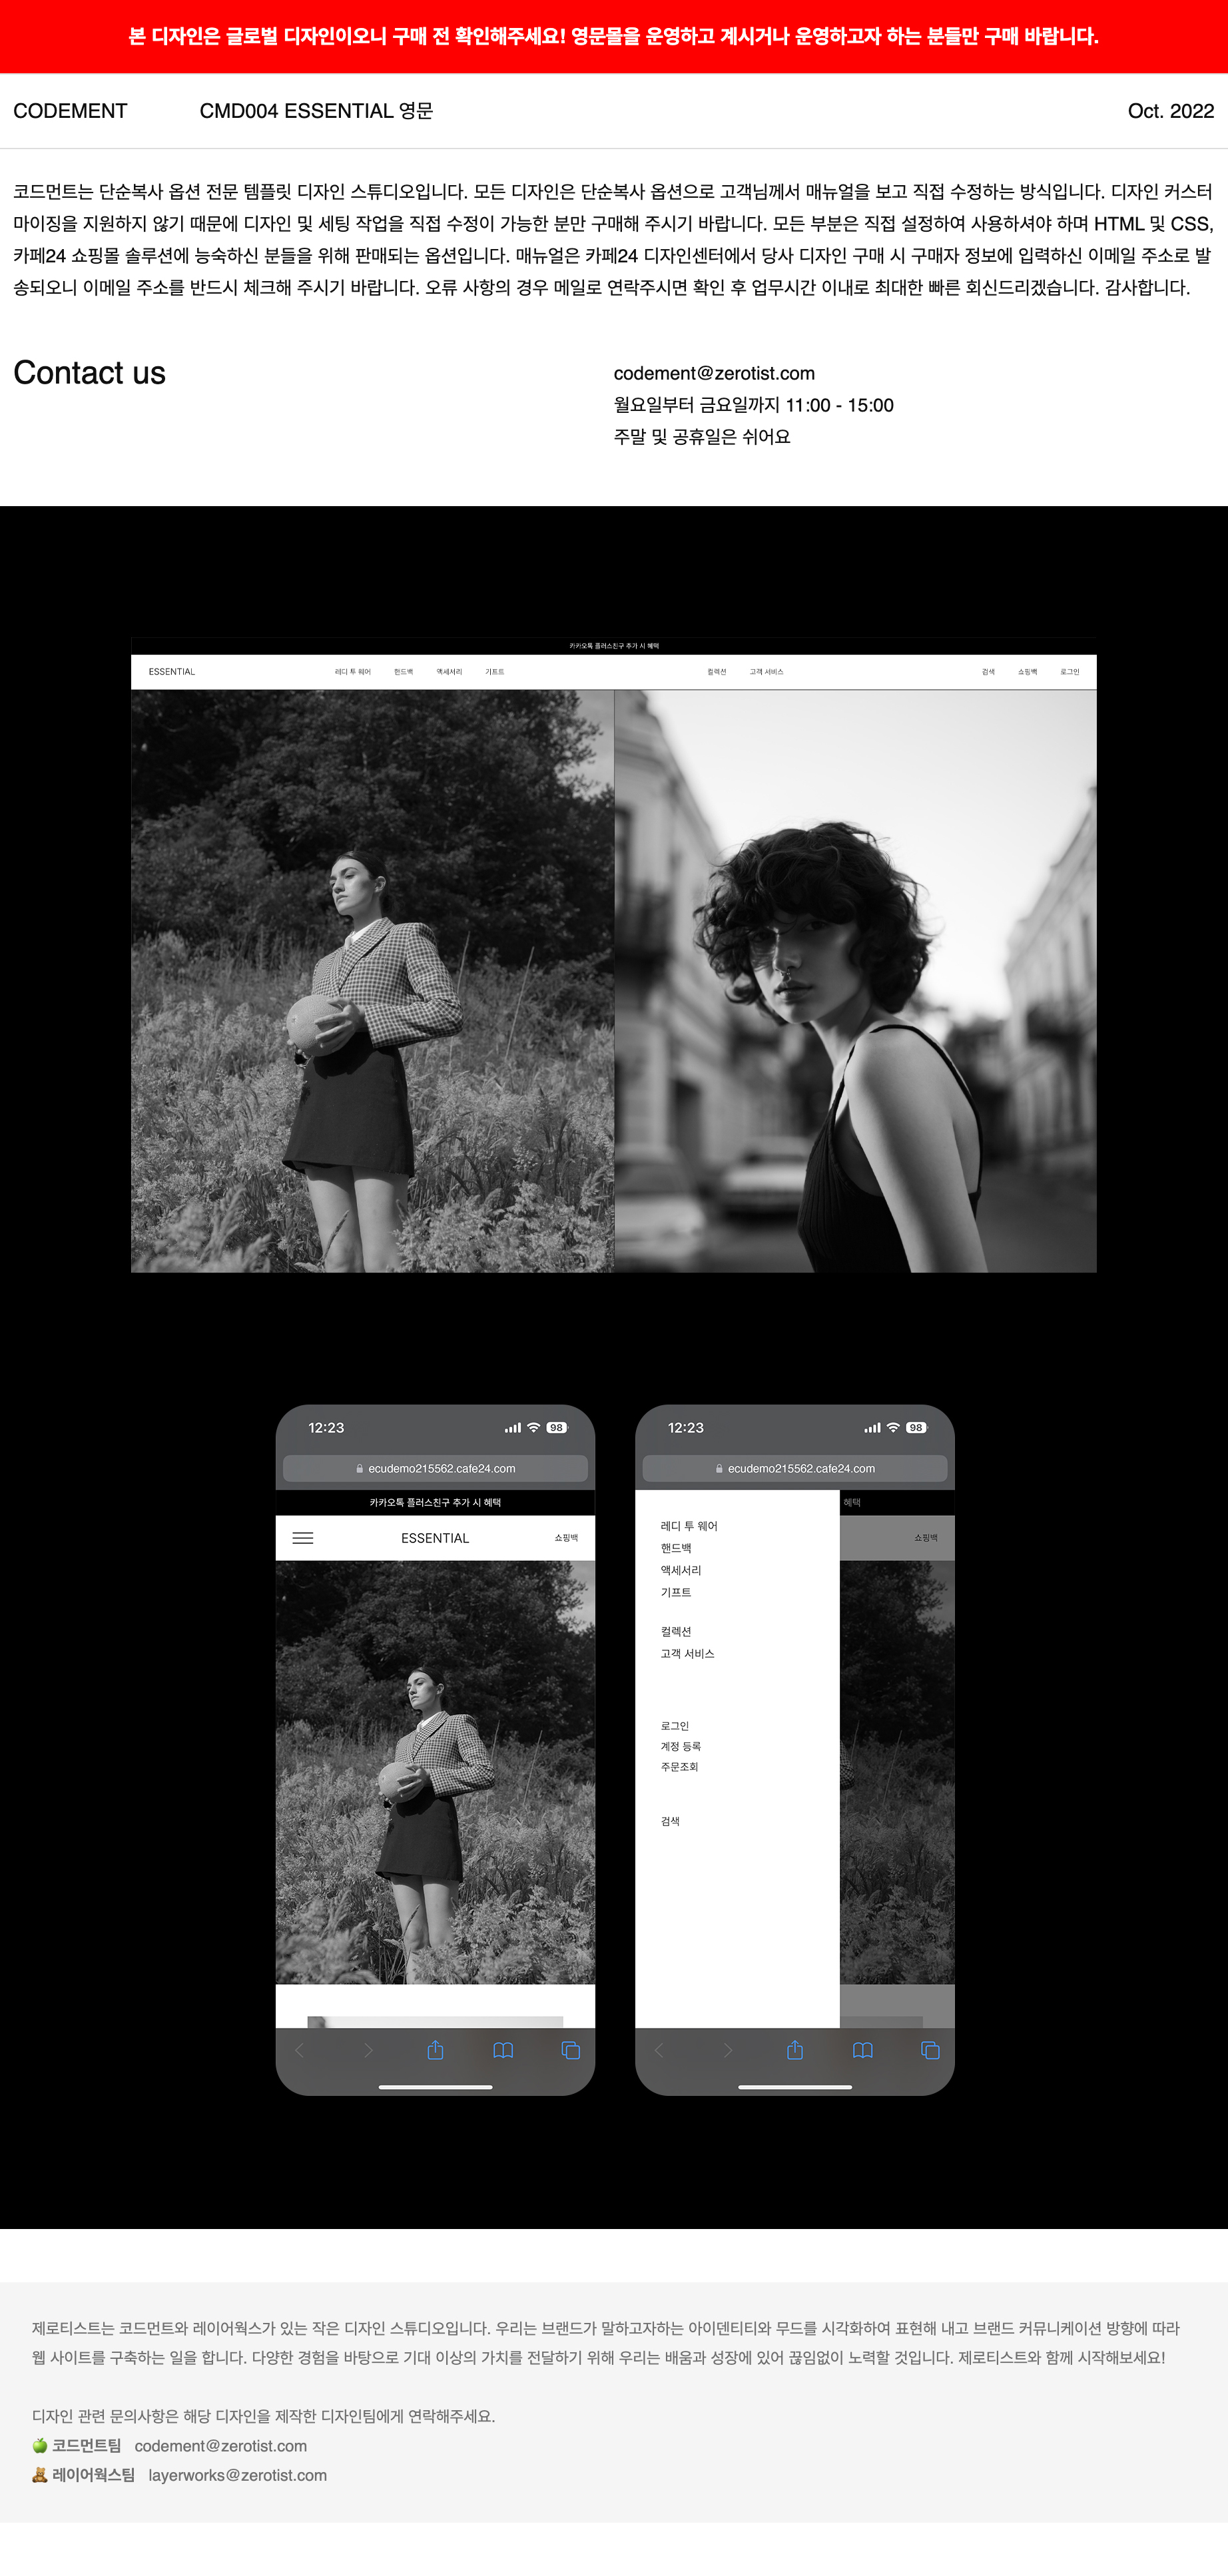 본 디자인은 글로벌 디자인이오니 구매 전 확인해주세요! 영문몰을 운영하고 계시거나 운영하고자 하는 분들만 구매 바랍니다.
CODEMENT CMD004 ESSENTIAL 영문 Oct. 2022
코드먼트는 단순복사 옵션 전문 템플릿 디자인 스튜디오입니다. 모든 디자인은 단순복사 옵션으로 고객님께서 매뉴얼을 보고 직접 수정하는 방식입니다. 디자인 커스터
마이징을 지원하지 않기 때문에 디자인 및 세팅 작업을 직접 수정이 가능한 분만 구매해 주시기 바랍니다. 모든 부분은 직접 설정하여 사용하셔야 하며 HTML 및 CSS,
카페24 쇼핑몰 솔루션에 능숙하신 분들을 위해 판매되는 옵션입니다. 매뉴얼은 카페24 디자인센터에서 당사 디자인 구매 시 구매자 정보에 입력하신 이메일 주소로 발
송되오니 이메일 주소를 반드시 체크해 주시기 바랍니다. 오류 사항의 경우 메일로 연락주시면 확인 후 업무시간 이내로 최대한 빠른 회신드리겠습니다. 감사합니다.
Contact us
codement@zerotist.com
월요일부터 금요일까지 11:00 - 15:00
주말 및 공휴일은 쉬어요
카카오톡 플러스친구 추가 시 혜택
ESSENTIAL 레디 투 웨어 핸드백 액세서리 기프트 컬렉션 고객 서비스 검색 쇼핑백 로그인
12:23 98
ecudemo215562.cafe24.com
카카오톡 플러스친구 추가 시 혜택
ESSENTIAL 쇼핑백
12:23 98
ecudemo215562.cafe24.com
혜택
쇼핑백
레디 투 웨어
핸드백
액세서리
기프트
컬렉션
고객 서비스
로그인
계정 등록
주문조회
검색
제로티스트는 코드먼트와 레이어웍스가 있는 작은 디자인 스튜디오입니다. 우리는 브랜드가 말하고자하는 아이덴티티와 무드를 시각화하여 표현해 내고 브랜드 커뮤니케이션 방향에 따라
웹 사이트를 구축하는 일을 합니다. 다양한 경험을 바탕으로 기대 이상의 가치를 전달하기 위해 우리는 배움과 성장에 있어 끊임없이 노력할 것입니다. 제로티스트와 함께 시작해보세요!
디자인 관련 문의사항은 해당 디자인을 제작한 디자인팀에게 연락해주세요.
🍏 코드먼트팀 codement@zerotist.com
🧸 레이어웍스팀 layerworks@zerotist.com